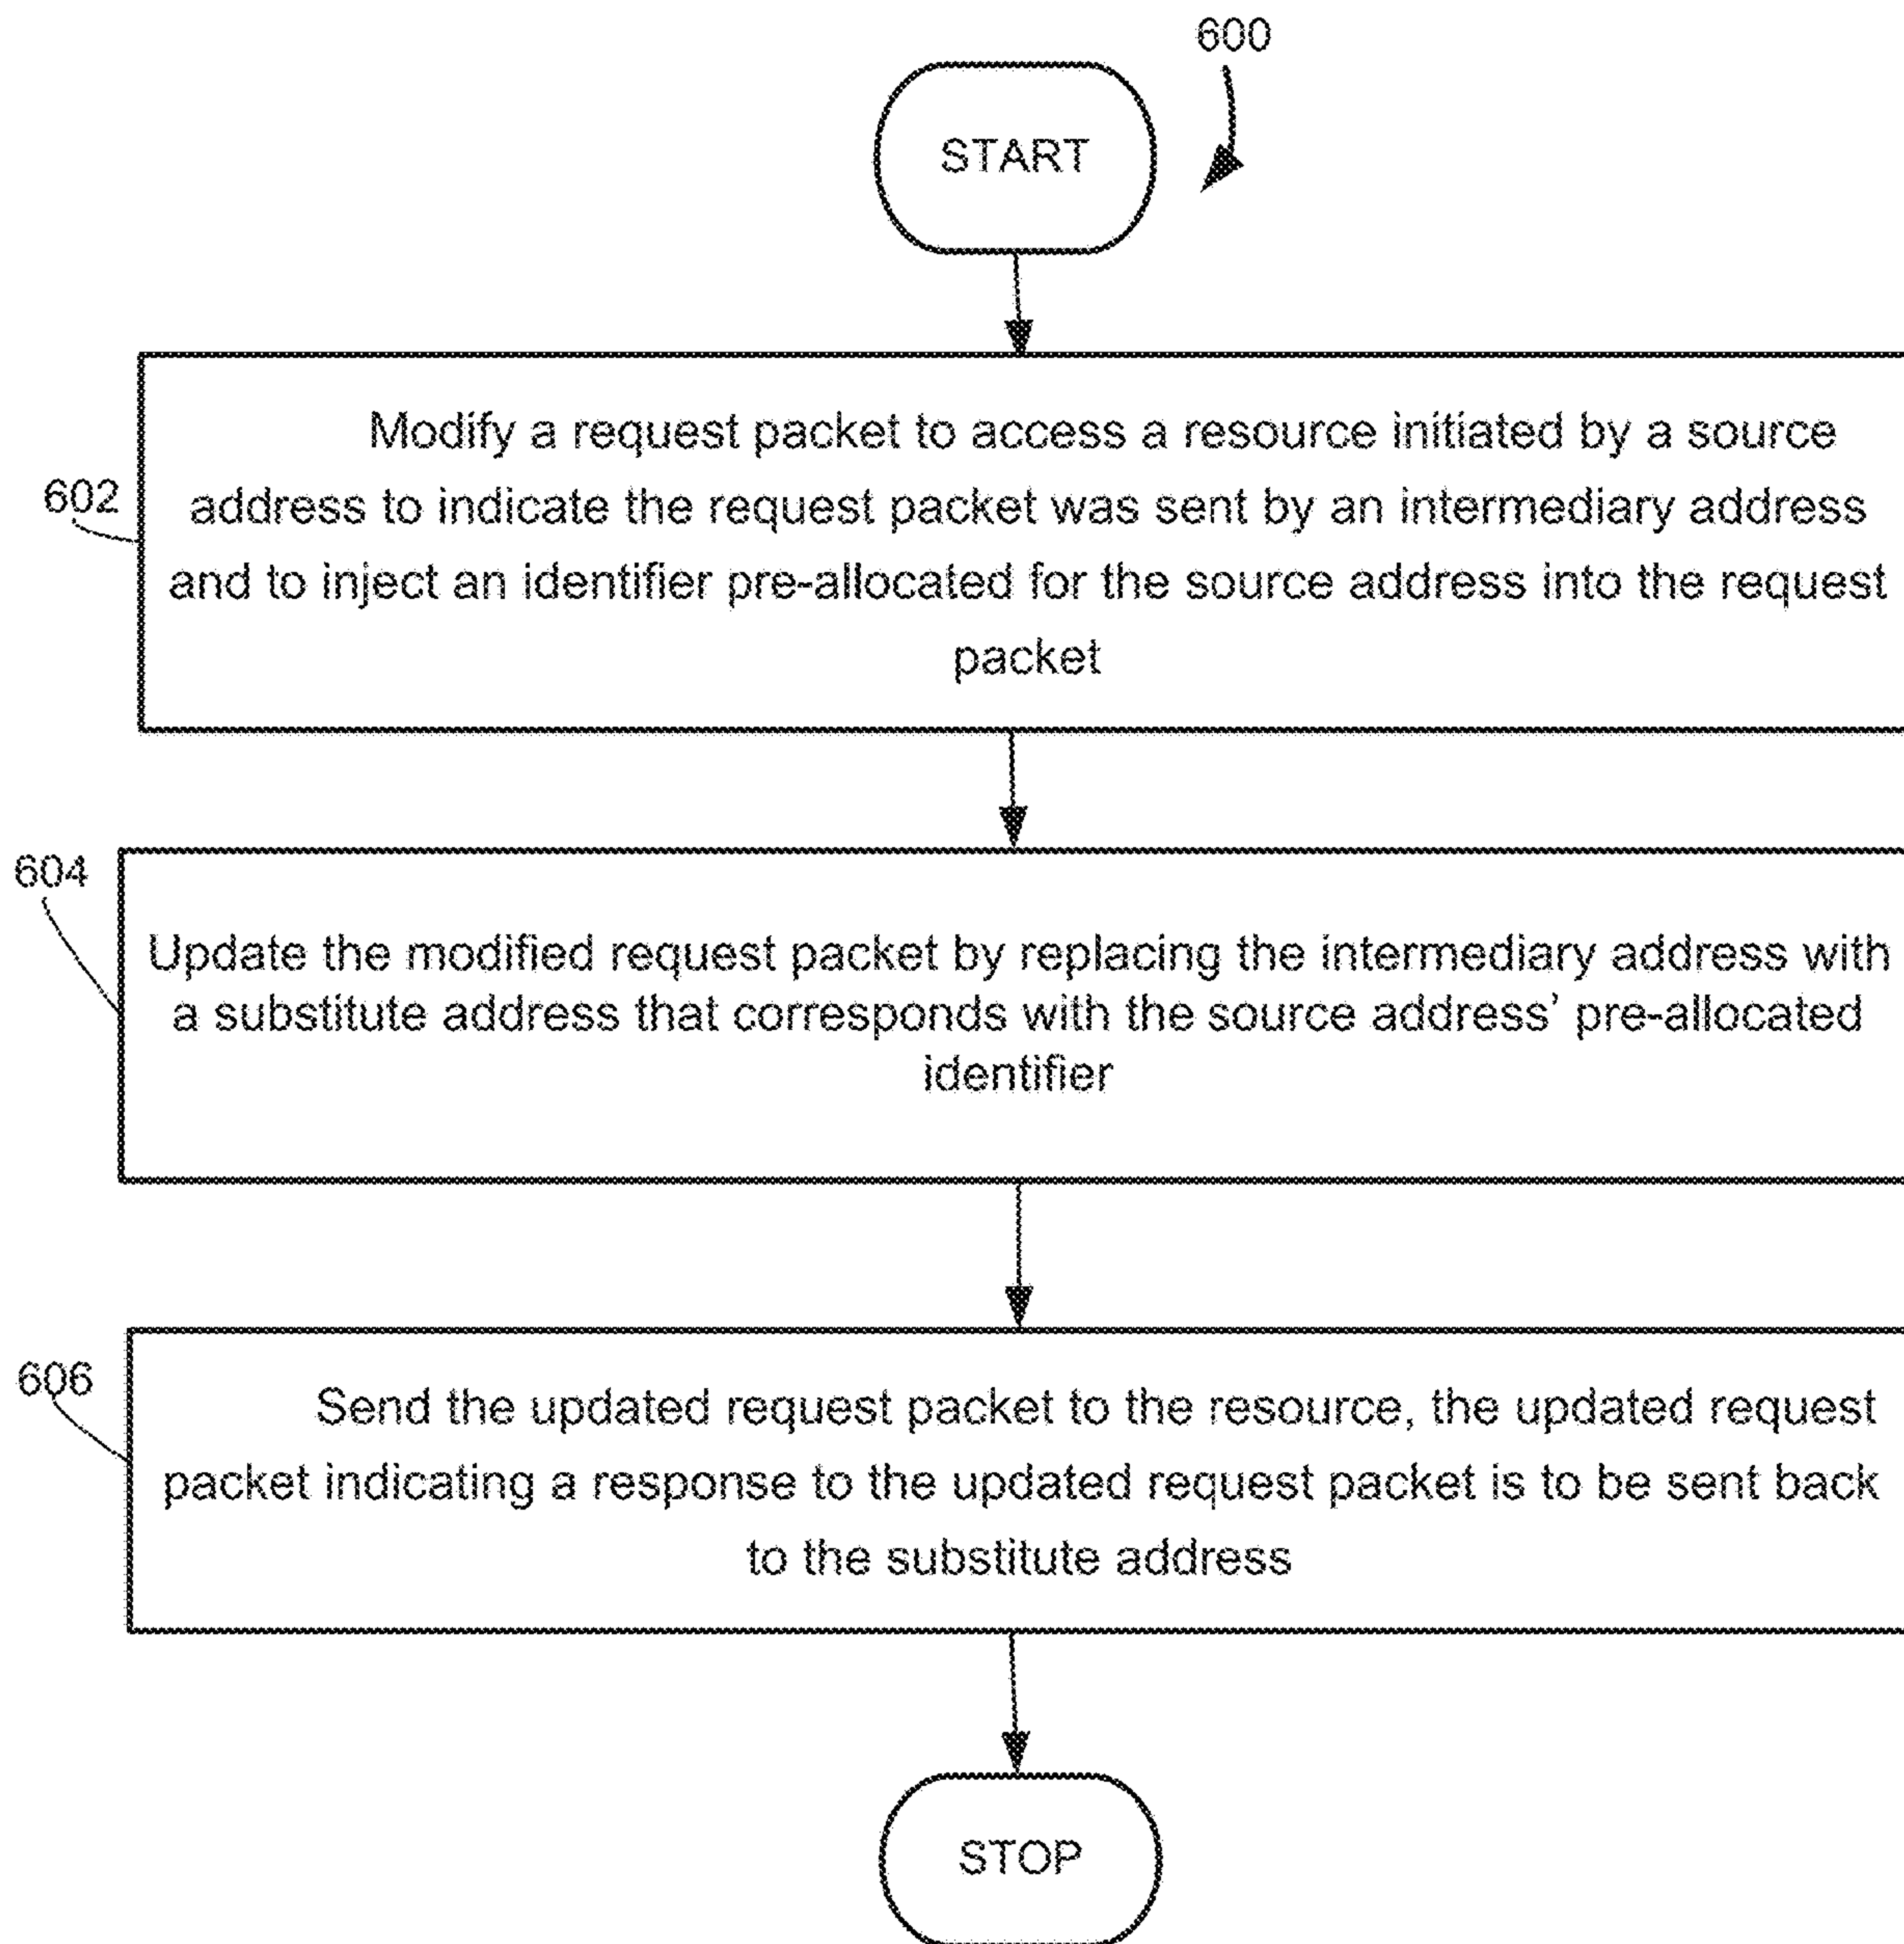 600
START
602
Modify a request packet to access a resource initiated by a source
address to indicate the request packet was sent by an intermediary address
and to inject an identifier pre-allocated for the source address into the request
packet
604
Update the modified request packet by replacing the intermediary address with
a substitute address that corresponds with the source address’ pre-allocated
identifier
606
Send the updated request packet to the resource, the updated request
packet indicating a response to the updated request packet is to be sent back
to the substitute address
STOP